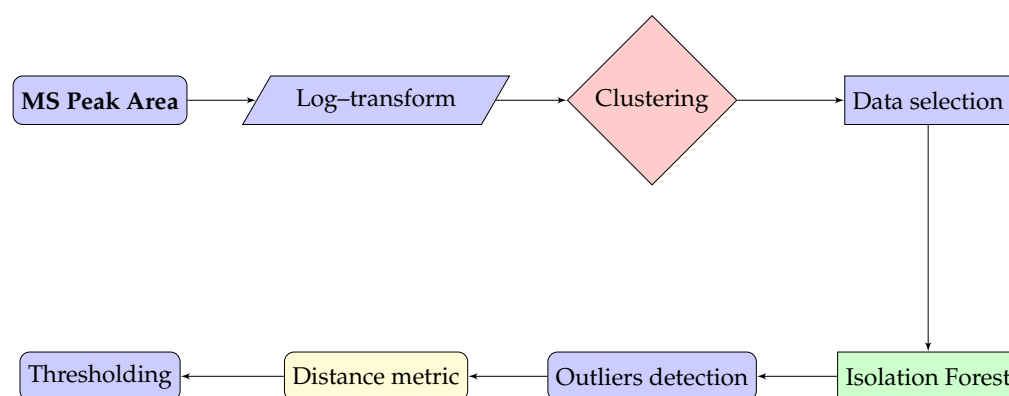 MS Peak Area
Log–transform
Clustering
Data selection
Isolation Forest
Outliers detection
Distance metric
Thresholding